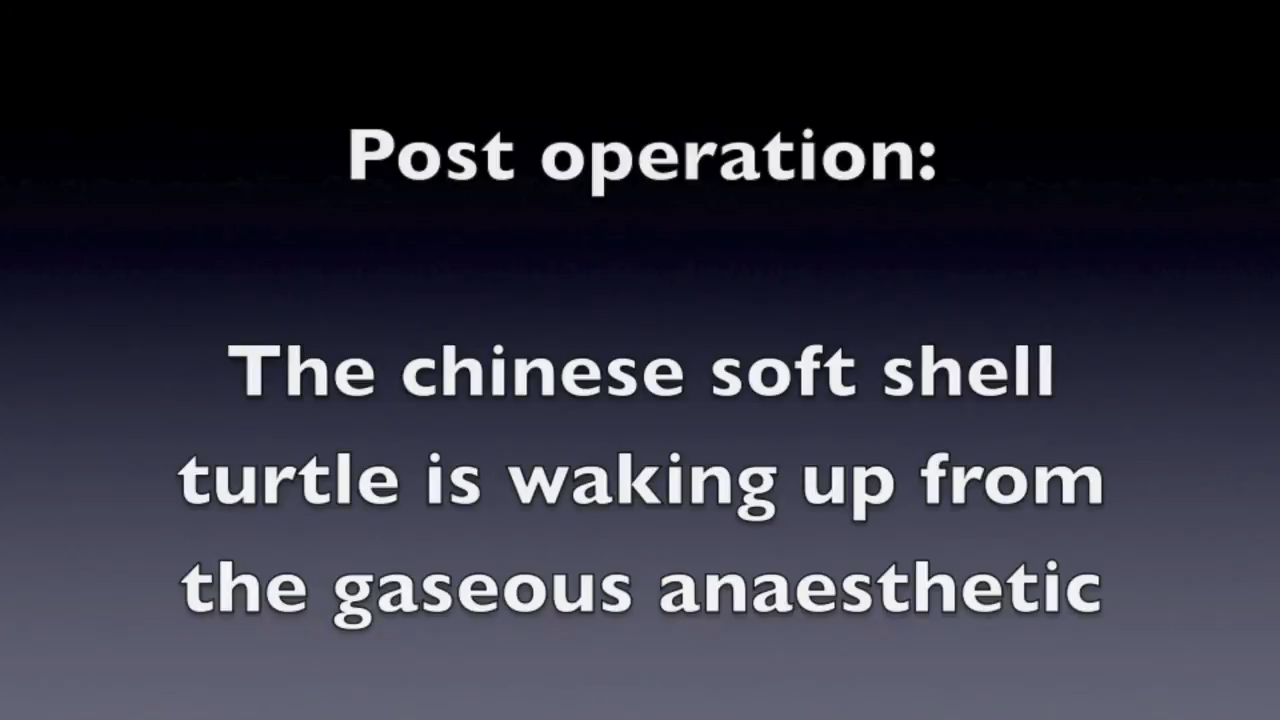 Post operation:
The chinese soft shell
turtle is waking up from
the gaseous anaesthetic